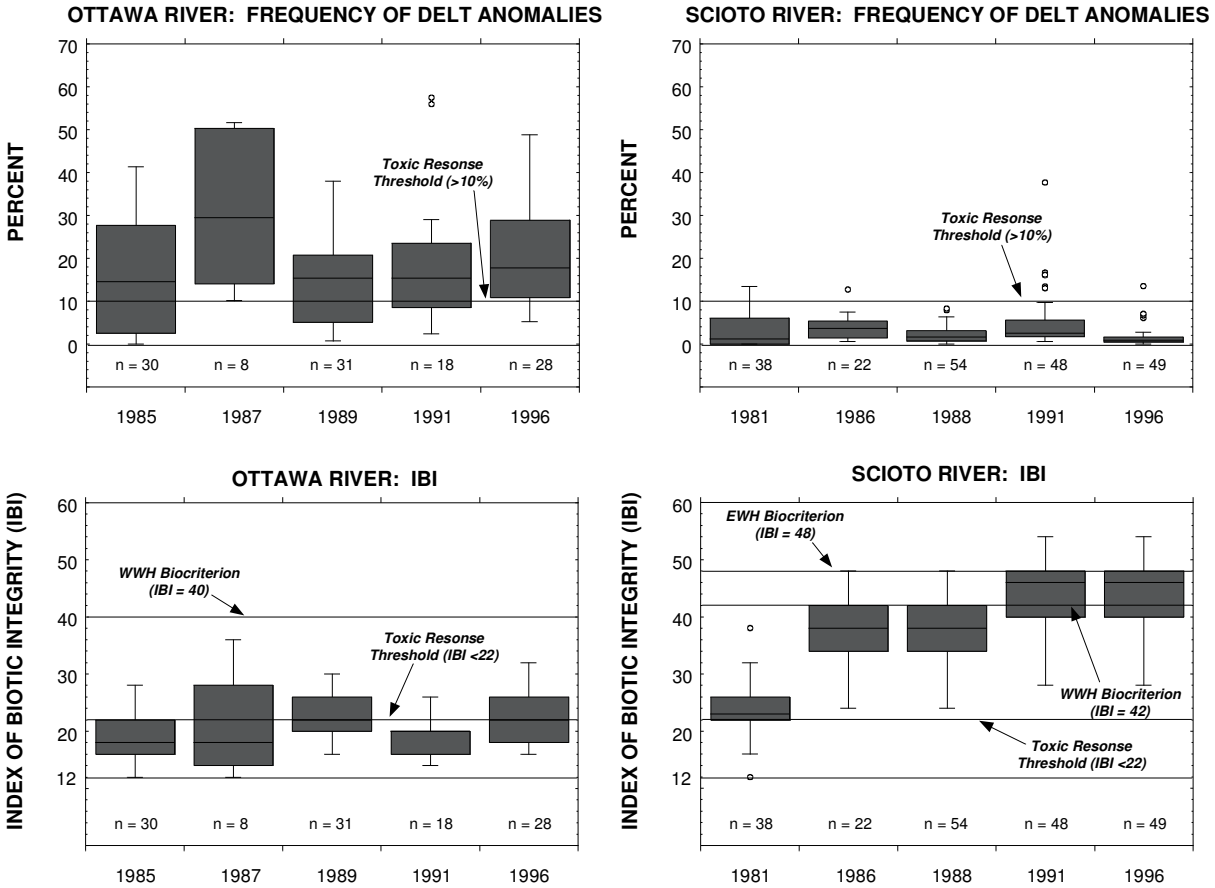 OTTAWA RIVER: FREQUENCY OF DELT ANOMALIES
PERCENT
70
60
50
40
30
20
10
0
Toxic Resonse
Threshold (>10%)
n = 30 n = 8 n = 31 n = 18 n = 28
1985 1987 1989 1991 1996
SCIOTO RIVER: FREQUENCY OF DELT ANOMALIES
PERCENT
70
60
50
40
30
20
10
0
Toxic Resonse
Threshold (>10%)
n = 38 n = 22 n = 54 n = 48 n = 49
1981 1986 1988 1991 1996
OTTAWA RIVER: IBI
INDEX OF BIOTIC INTEGRITY (IBI)
60
50
40
30
20
12
WWH Biocriterion
(IBI = 40)
Toxic Resonse
Threshold (IBI <22)
n = 30 n = 8 n = 31 n = 18 n = 28
1985 1987 1989 1991 1996
SCIOTO RIVER: IBI
INDEX OF BIOTIC INTEGRITY (IBI)
60
50
40
30
20
12
EWH Biocriterion
(IBI = 48)
WWH Biocriterion
(IBI = 42)
Toxic Resonse
Threshold (IBI <22)
n = 38 n = 22 n = 54 n = 48 n = 49
1981 1986 1988 1991 1996